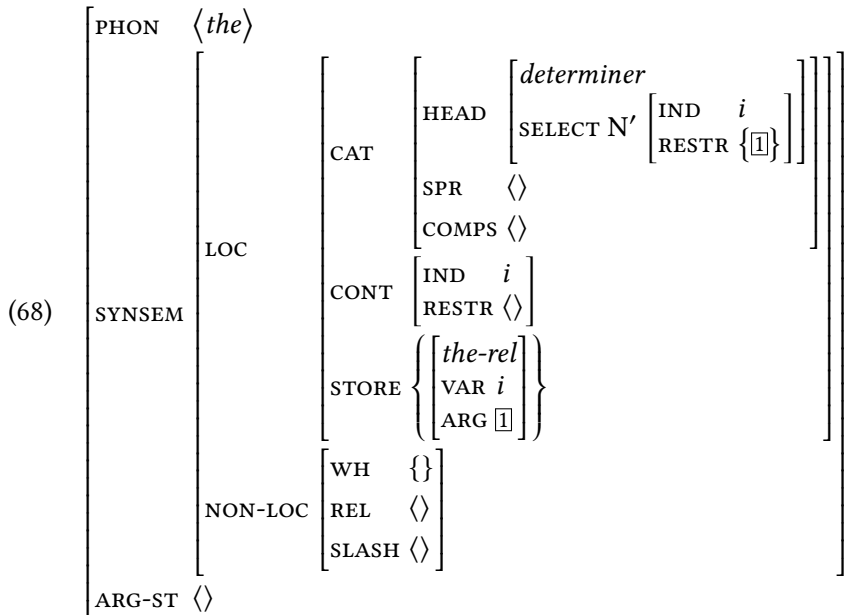 PHON ⟨the⟩
determiner
HEAD SELECT N′ IND i
RESTR {1}
CAT
SPR ⟨⟩
COMPS ⟨⟩
LOC
CONT IND i
RESTR ⟨⟩
(68) SYNSEM
the-rel
STORE VAR i
ARG 1
WH {}
NON-LOC REL ⟨⟩
SLASH ⟨⟩
ARG-ST ⟨⟩